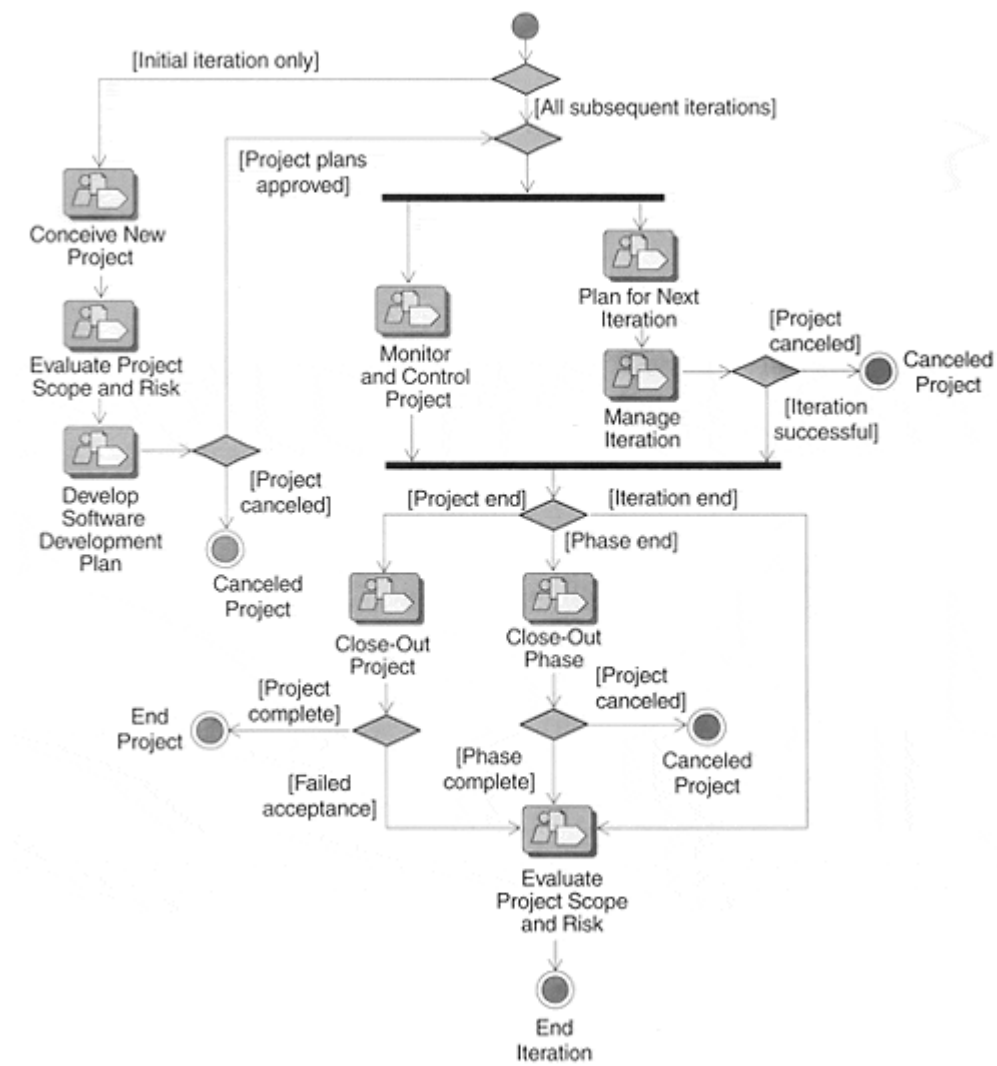 [Initial iteration only]
[All subsequent iterations]
[Project plans
approved]
Conceive New
Project
Plan for Next
Iteration
[Project
canceled]
Evaluate Project
Scope and Risk
Monitor
and Control
Project
Canceled
Project
Manage
Iteration
[Iteration
successful]
Develop
Software
Development
Plan
[Project
canceled]
[Project end]
[Iteration end]
[Phase end]
Canceled
Project
Close-Out
Project
Close-Out
Phase
[Project
complete]
[Project
canceled]
End
Project
[Failed
acceptance]
[Phase
complete]
Canceled
Project
Evaluate
Project Scope
and Risk
End
Iteration